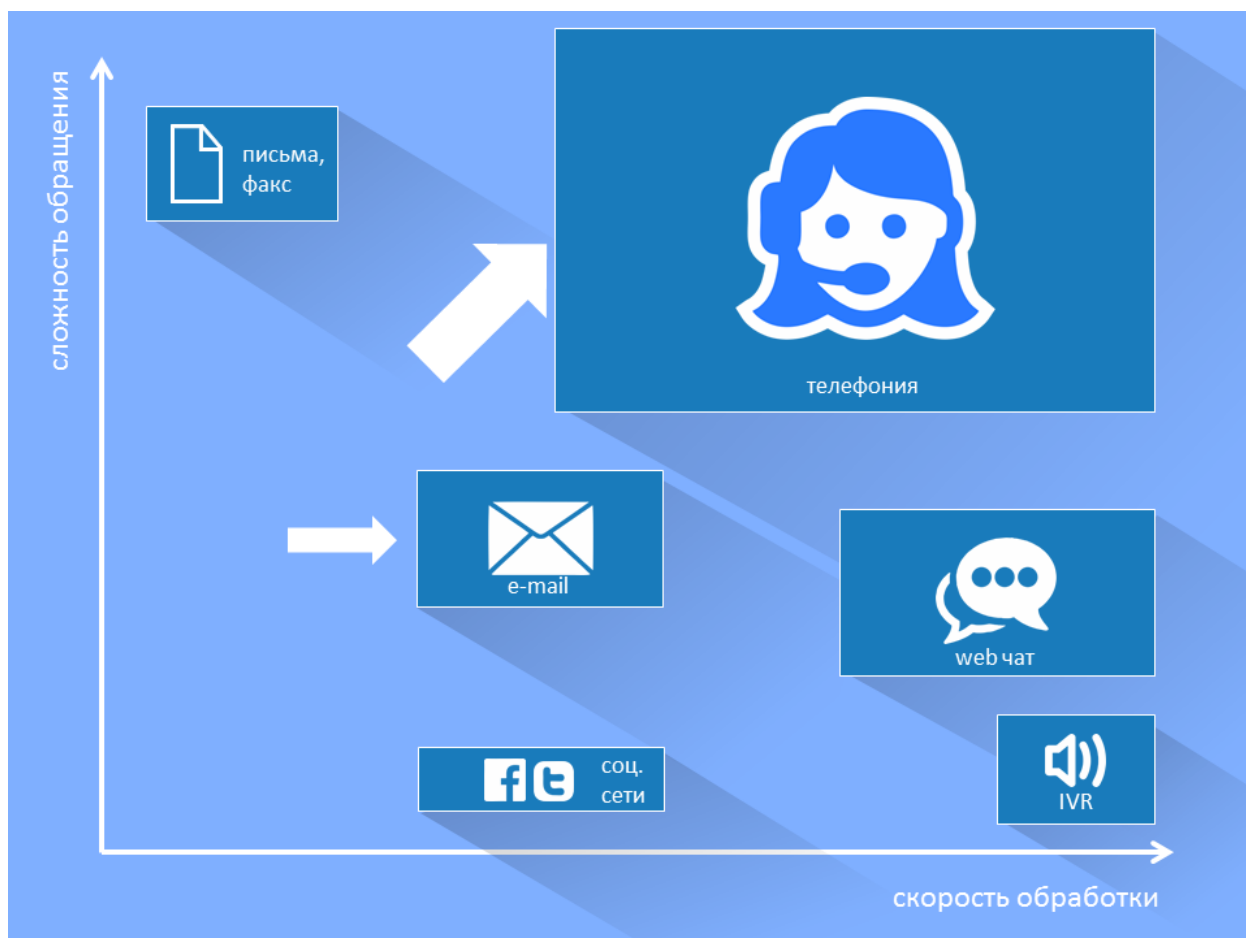 сложность обращения
письма,
факс
телефония
e-mail
web чат
соц.
сети
IVR
скорость обработки